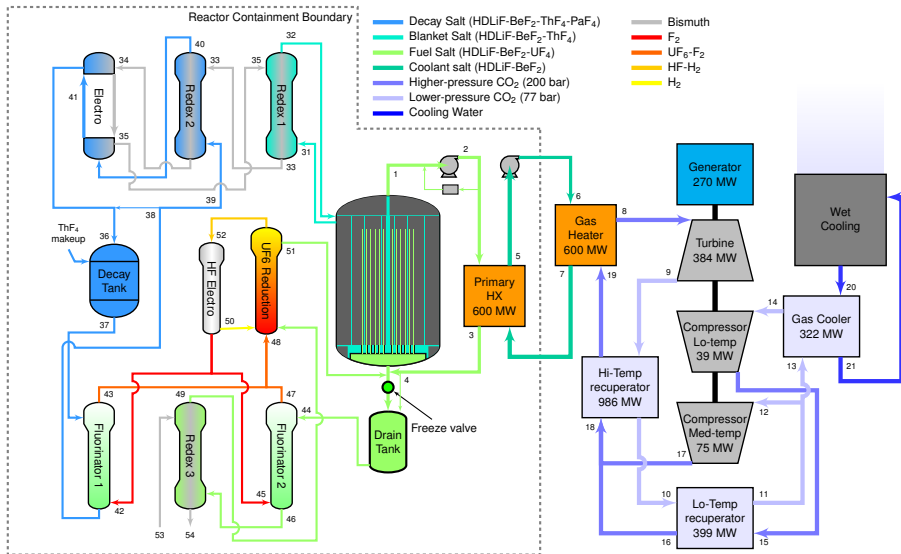 Reactor Containment Boundary
Decay Salt (HDLiF-BeF₂-ThF₄-PaF₄)
Blanket Salt (HDLiF-BeF₂-ThF₄)
Fuel Salt (HDLiF-BeF₂-UF₄)
Coolant salt (HDLiF-BeF₂)
Higher-pressure CO₂ (200 bar)
Lower-pressure CO₂ (77 bar)
Cooling Water
Bismuth
F₂
UF₆-F₂
HF-H₂
H₂
34
40
33
35
32
41
Electro
Redex 2
Redex 1
35
31
33
39
38
1
2
36
ThF₄
makeup
Decay
Tank
37
52
HF Electro
UF6 Reduction
51
50
48
3
4
5
Primary
HX
600 MW
6
7
Gas
Heater
600 MW
8
19
Generator
270 MW
Turbine
384 MW
9
Compressor
Lo-temp
39 MW
Compressor
Med-temp
75 MW
14
13
12
Wet
Cooling
20
Gas Cooler
322 MW
21
Hi-Temp
recuperator
986 MW
18
17
10
11
Lo-Temp
recuperator
399 MW
16
15
43
49
47
44
Fluorinator 1
Redex 3
Fluorinator 2
42
45
46
53
54
Drain
Tank
Freeze valve